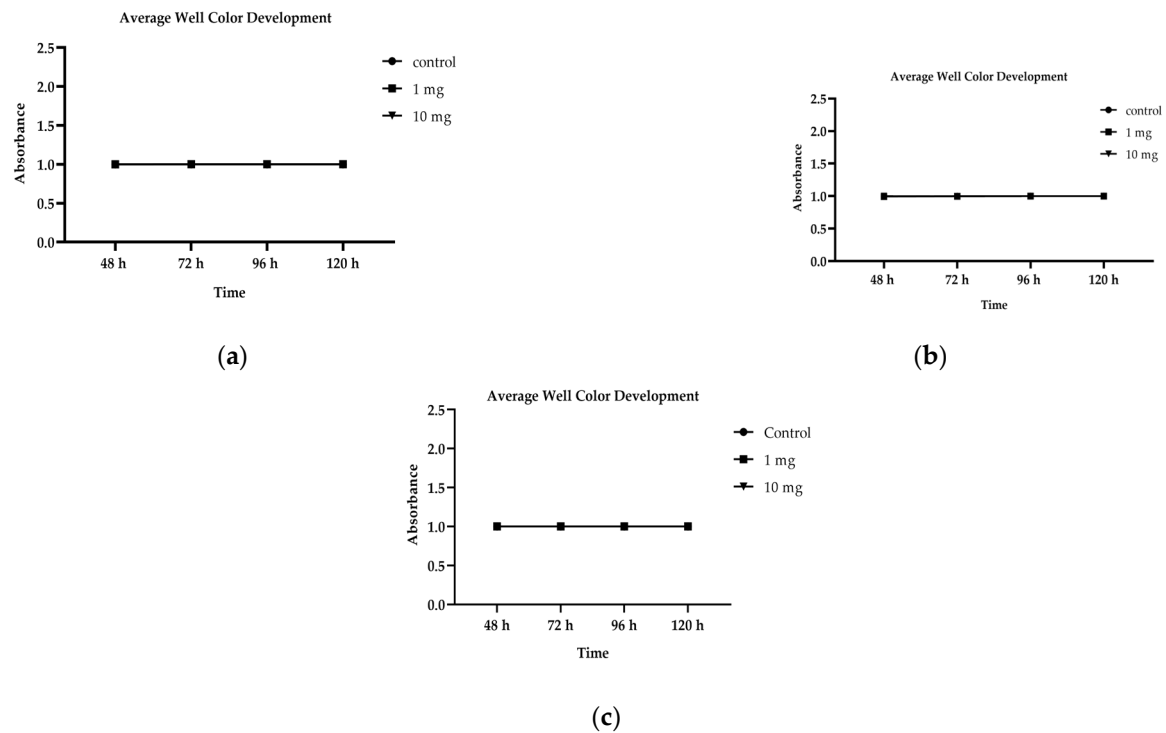 Average Well Color Development
2.5
2.0
1.5
1.0
0.5
0.0
Absorbance
48 h 72 h 96 h 120 h
Time
control
1 mg
10 mg
(a)
Average Well Color Development
2.5
2.0
1.5
1.0
0.5
0.0
Absorbance
48 h 72 h 96 h 120 h
Time
control
1 mg
10 mg
(b)
Average Well Color Development
2.5
2.0
1.5
1.0
0.5
0.0
Absorbance
48 h 72 h 96 h 120 h
Time
Control
1 mg
10 mg
(c)